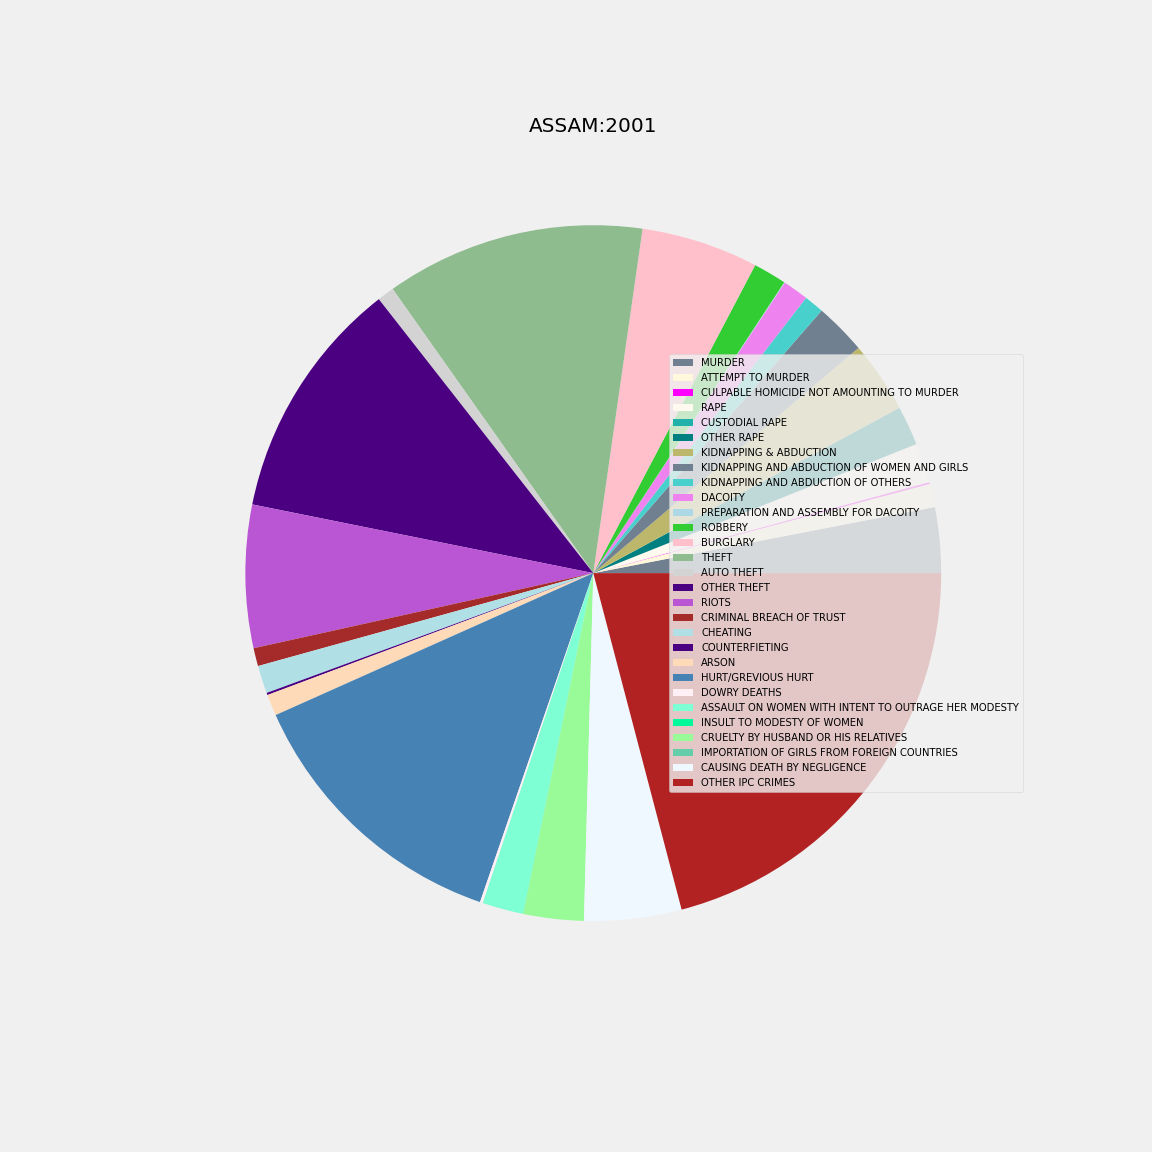 ASSAM:2001
MURDER
ATTEMPT TO MURDER
CULPABLE HOMICIDE NOT AMOUNTING TO MURDER
RAPE
CUSTODIAL RAPE
OTHER RAPE
KIDNAPPING & ABDUCTION
KIDNAPPING AND ABDUCTION OF WOMEN AND GIRLS
KIDNAPPING AND ABDUCTION OF OTHERS
DACOITY
PREPARATION AND ASSEMBLY FOR DACOITY
ROBBERY
BURGLARY
THEFT
AUTO THEFT
OTHER THEFT
RIOTS
CRIMINAL BREACH OF TRUST
CHEATING
COUNTERFIETING
ARSON
HURT/GREVIOUS HURT
DOWRY DEATHS
ASSAULT ON WOMEN WITH INTENT TO OUTRAGE HER MODESTY
INSULT TO MODESTY OF WOMEN
CRUELTY BY HUSBAND OR HIS RELATIVES
IMPORTATION OF GIRLS FROM FOREIGN COUNTRIES
CAUSING DEATH BY NEGLIGENCE
OTHER IPC CRIMES